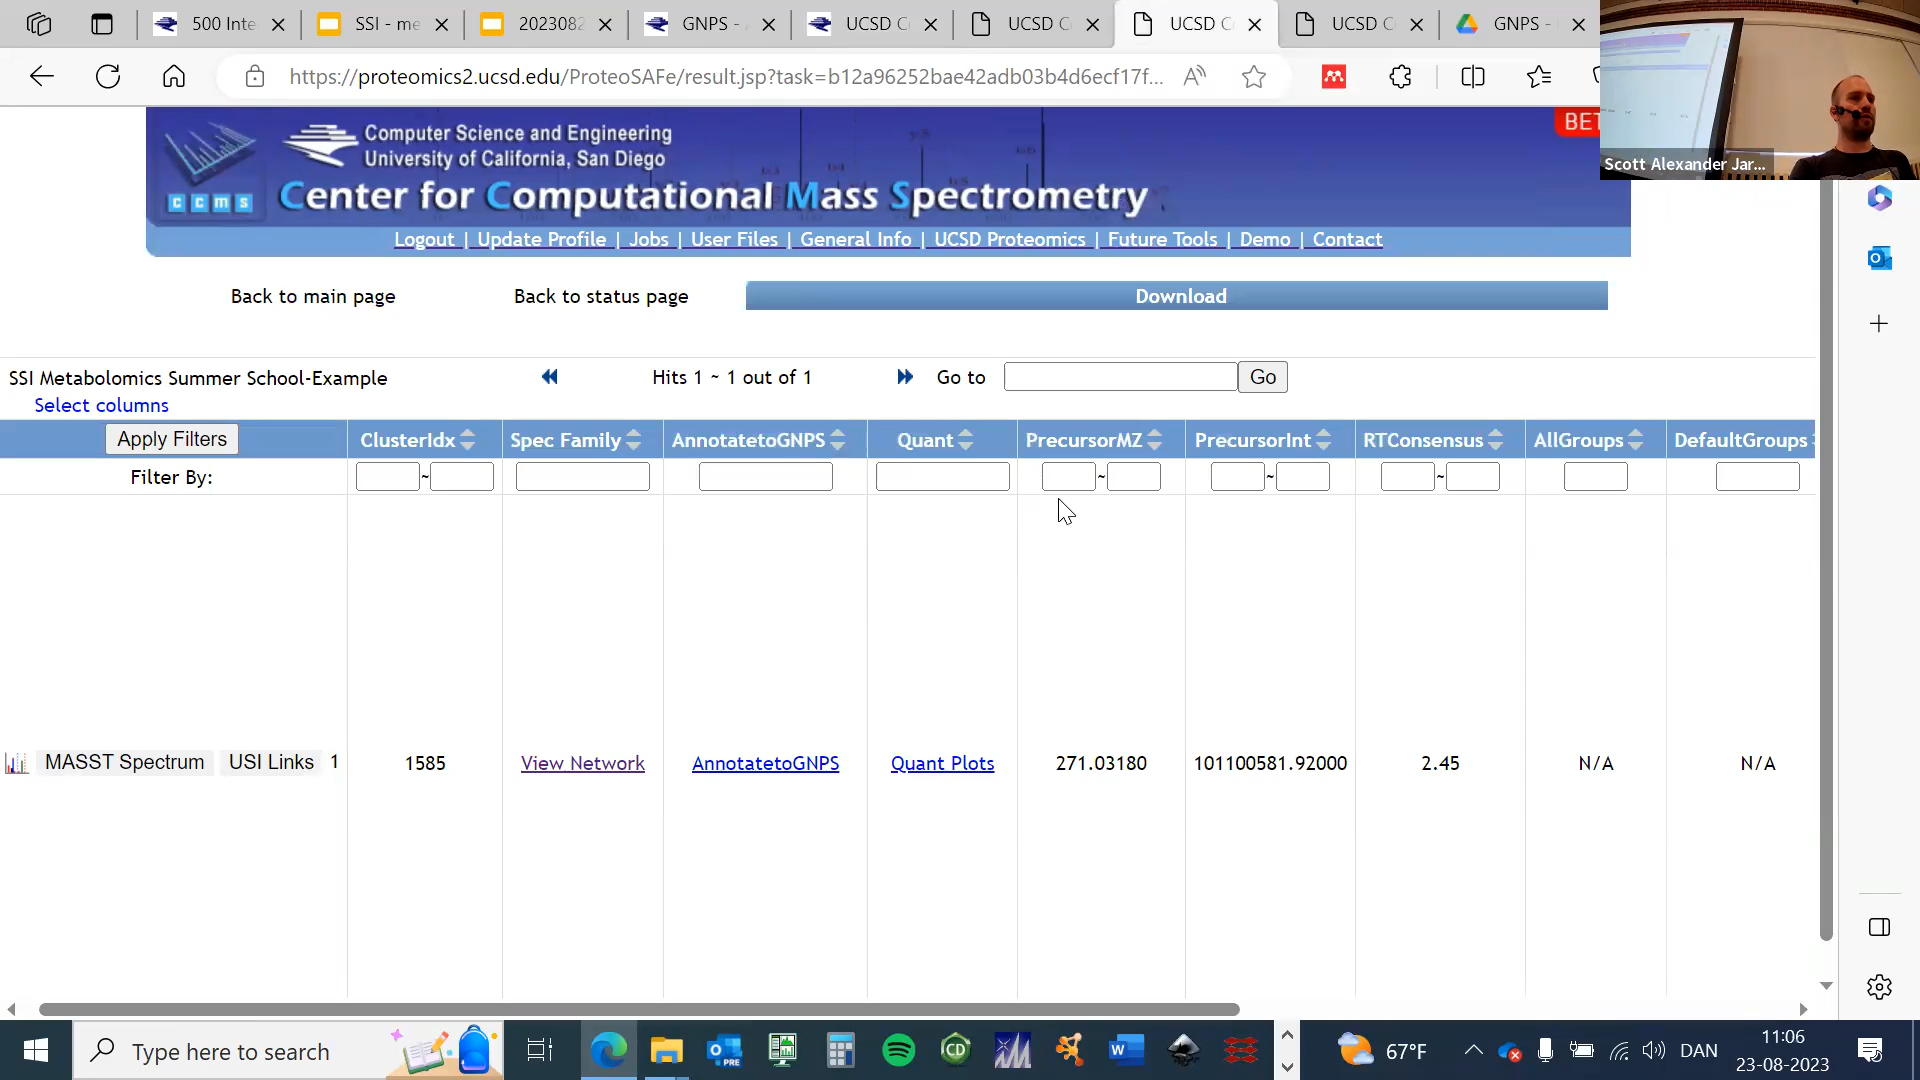 500 Inte
SSI - me
2023082
GNPS -
UCSD C
UCSD C
UCSD C
UCSD C
GNPS -
https://proteomics2.ucsd.edu/ProteoSAFe/result.jsp?task=b12a96252bae42adb03b4d6ecf17f...
Computer Science and Engineering
University of California, San Diego
Center for Computational Mass Spectrometry
ccms
BET
Scott Alexander Jar...
Logout | Update Profile | Jobs | User Files | General Info | UCSD Proteomics | Future Tools | Demo | Contact
Back to main page Back to status page Download
SSI Metabolomics Summer School-Example Hits 1 ~ 1 out of 1 Go to Go
Select columns
Apply Filters ClusterIdx Spec Family AnnotatetoGNPS Quant PrecursorMZ PrecursorInt RTConsensus AllGroups DefaultGroups
Filter By: ~ ~ ~ ~
MASST Spectrum USI Links 1 1585 View Network AnnotatetoGNPS Quant Plots 271.03180 101100581.92000 2.45 N/A N/A
Type here to search
67°F
DAN
11:06
23-08-2023